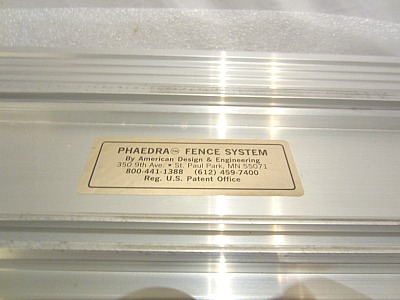 PHAEDRA™ FENCE SYSTEM
By American Design & Engineering
350 9th Ave. • St. Paul Park, MN 55071
800-441-1388 (612) 459-7400
Reg. U.S. Patent Office